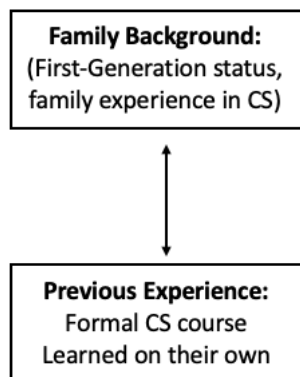 Family Background:
(First-Generation status,
family experience in CS)
Previous Experience:
Formal CS course
Learned on their own